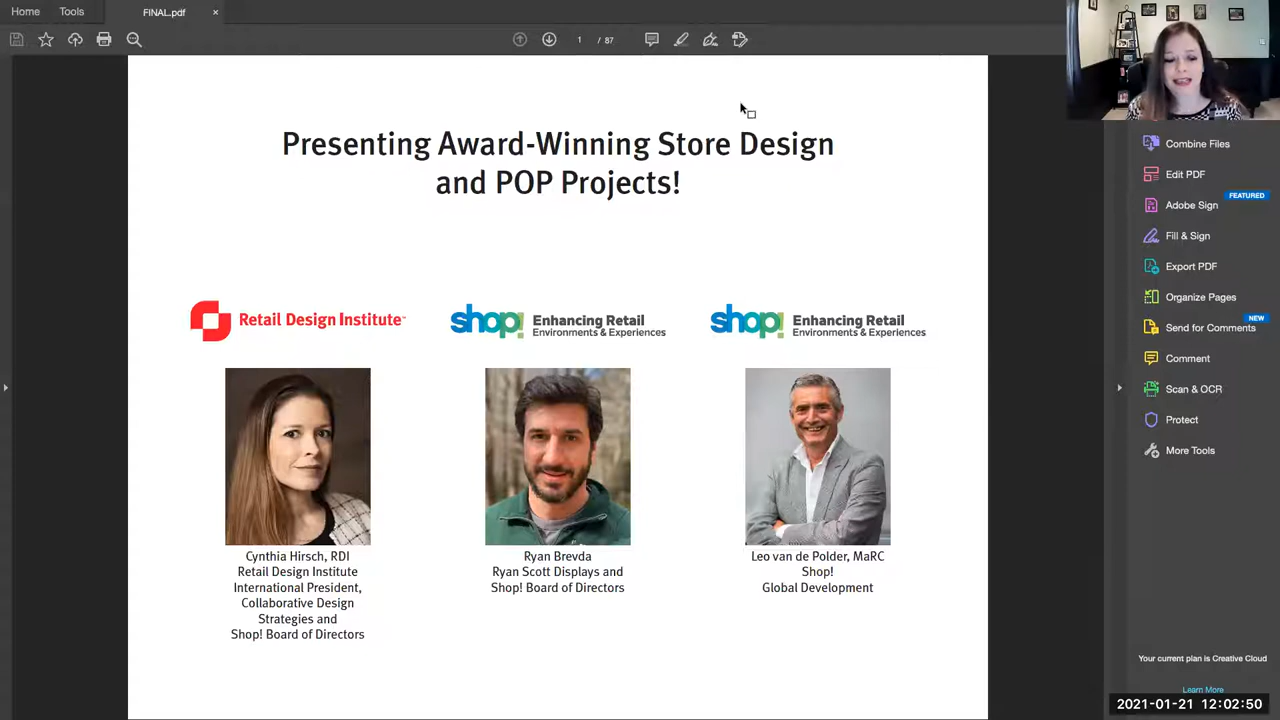 Home Tools FINAL.pdf ×
1 / 87
Presenting Award-Winning Store Design
and POP Projects!
Retail Design Institute™
shop! Enhancing Retail
Environments & Experiences
shop! Enhancing Retail
Environments & Experiences
Cynthia Hirsch, RDI
Retail Design Institute
International President,
Collaborative Design
Strategies and
Shop! Board of Directors
Ryan Brevda
Ryan Scott Displays and
Shop! Board of Directors
Leo van de Polder, MaRC
Shop!
Global Development
Combine Files
Edit PDF
FEATURED
Adobe Sign
Fill & Sign
Export PDF
Organize Pages
NEW
Send for Comments
Comment
Scan & OCR
Protect
More Tools
Your current plan is Creative Cloud
Learn More
2021-01-21 12:02:50